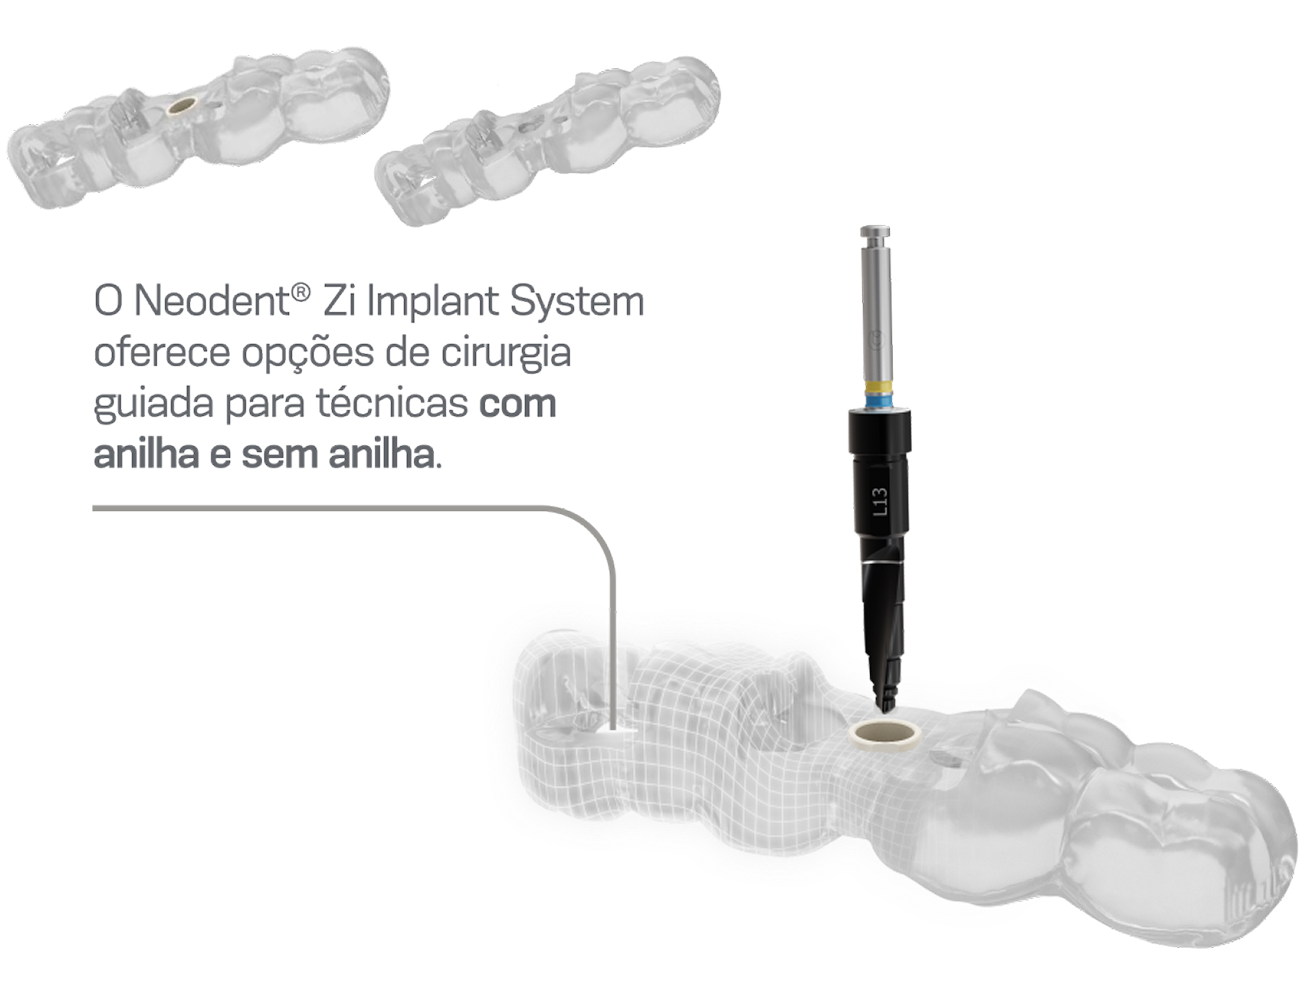 O Neodent® Zi Implant System
oferece opções de cirurgia
guiada para técnicas com
anilha e sem anilha.
L13